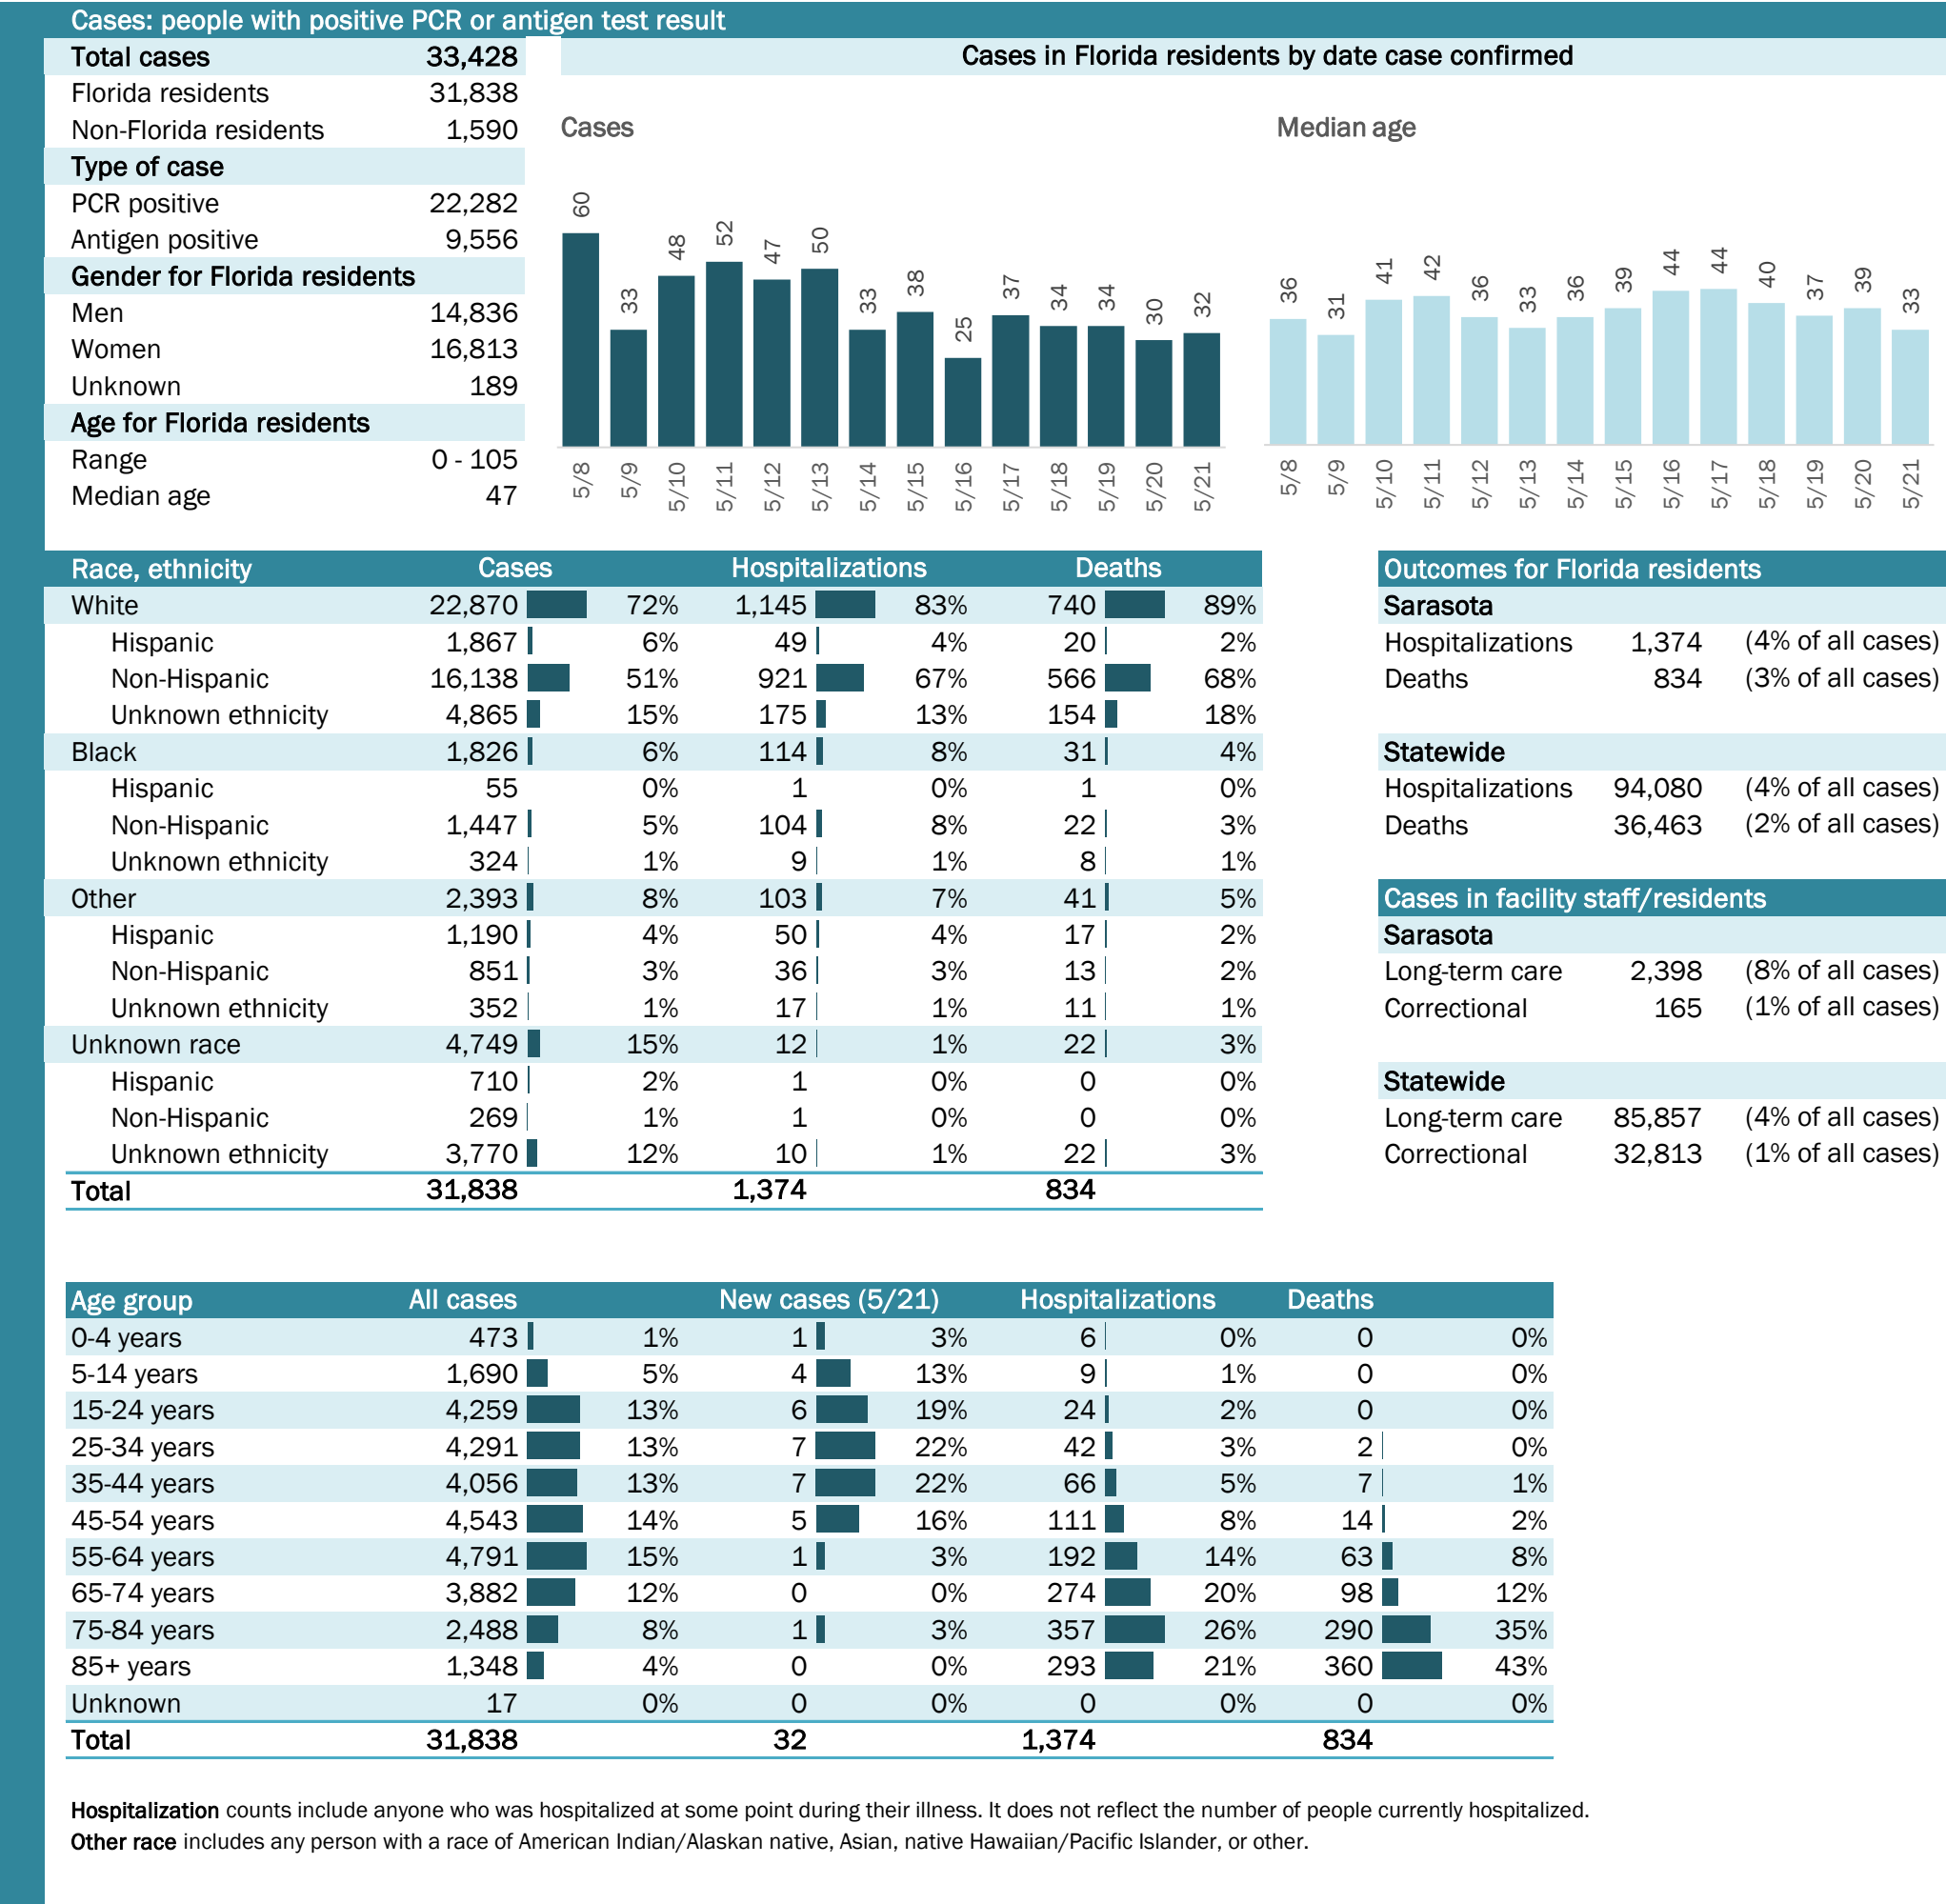 Cases: people with positive PCR or antigen test result
Total cases 33,428
Florida residents 31,838
Non-Florida residents 1,590
Type of case
PCR positive 22,282
Antigen positive 9,556
Gender for Florida residents
Men 14,836
Women 16,813
Unknown 189
Age for Florida residents
Range 0 - 105
Median age 47
Cases in Florida residents by date case confirmed
Cases
60 33 48 52 47 50 33 38 25 37 34 34 30 32
5/8 5/9 5/10 5/11 5/12 5/13 5/14 5/15 5/16 5/17 5/18 5/19 5/20 5/21
Median age
36 31 41 42 36 33 36 39 44 44 40 37 39 33
5/8 5/9 5/10 5/11 5/12 5/13 5/14 5/15 5/16 5/17 5/18 5/19 5/20 5/21
Race, ethnicity Cases Hospitalizations Deaths
White 22,870 72% 1,145 83% 740 89%
Hispanic 1,867 6% 49 4% 20 2%
Non-Hispanic 16,138 51% 921 67% 566 68%
Unknown ethnicity 4,865 15% 175 13% 154 18%
Black 1,826 6% 114 8% 31 4%
Hispanic 55 0% 1 0% 1 0%
Non-Hispanic 1,447 5% 104 8% 22 3%
Unknown ethnicity 324 1% 9 1% 8 1%
Other 2,393 8% 103 7% 41 5%
Hispanic 1,190 4% 50 4% 17 2%
Non-Hispanic 851 3% 36 3% 13 2%
Unknown ethnicity 352 1% 17 1% 11 1%
Unknown race 4,749 15% 12 1% 22 3%
Hispanic 710 2% 1 0% 0 0%
Non-Hispanic 269 1% 1 0% 0 0%
Unknown ethnicity 3,770 12% 10 1% 22 3%
Total 31,838 1,374 834
Outcomes for Florida residents
Sarasota
Hospitalizations 1,374 (4% of all cases)
Deaths 834 (3% of all cases)
Statewide
Hospitalizations 94,080 (4% of all cases)
Deaths 36,463 (2% of all cases)
Cases in facility staff/residents
Sarasota
Long-term care 2,398 (8% of all cases)
Correctional 165 (1% of all cases)
Statewide
Long-term care 85,857 (4% of all cases)
Correctional 32,813 (1% of all cases)
Age group All cases New cases (5/21) Hospitalizations Deaths
0-4 years 473 1% 1 3% 6 0% 0 0%
5-14 years 1,690 5% 4 13% 9 1% 0 0%
15-24 years 4,259 13% 6 19% 24 2% 0 0%
25-34 years 4,291 13% 7 22% 42 3% 2 0%
35-44 years 4,056 13% 7 22% 66 5% 7 1%
45-54 years 4,543 14% 5 16% 111 8% 14 2%
55-64 years 4,791 15% 1 3% 192 14% 63 8%
65-74 years 3,882 12% 0 0% 274 20% 98 12%
75-84 years 2,488 8% 1 3% 357 26% 290 35%
85+ years 1,348 4% 0 0% 293 21% 360 43%
Unknown 17 0% 0 0% 0 0% 0 0%
Total 31,838 32 1,374 834
Hospitalization counts include anyone who was hospitalized at some point during their illness. It does not reflect the number of people currently hospitalized.
Other race includes any person with a race of American Indian/Alaskan native, Asian, native Hawaiian/Pacific Islander, or other.